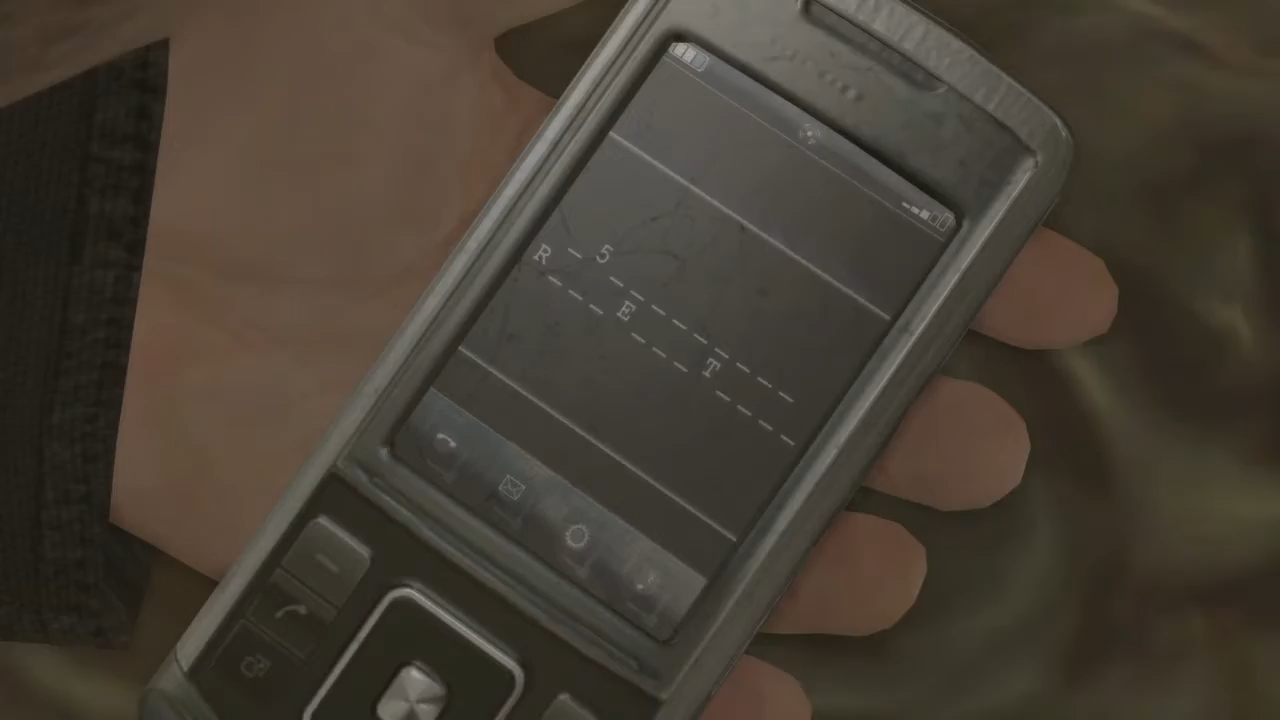 _ 5 _ _ _ _ _ _ _ _ _
R _ _ _ E _ _ _ T _ _ _ _